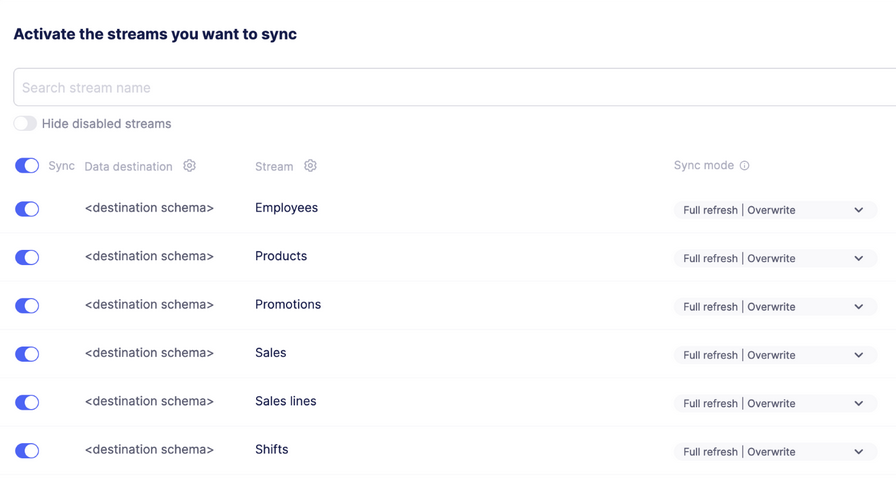 Activate the streams you want to sync
Search stream name
Hide disabled streams
Sync Data destination Stream Sync mode
<destination schema> Employees Full refresh | Overwrite
<destination schema> Products Full refresh | Overwrite
<destination schema> Promotions Full refresh | Overwrite
<destination schema> Sales Full refresh | Overwrite
<destination schema> Sales lines Full refresh | Overwrite
<destination schema> Shifts Full refresh | Overwrite